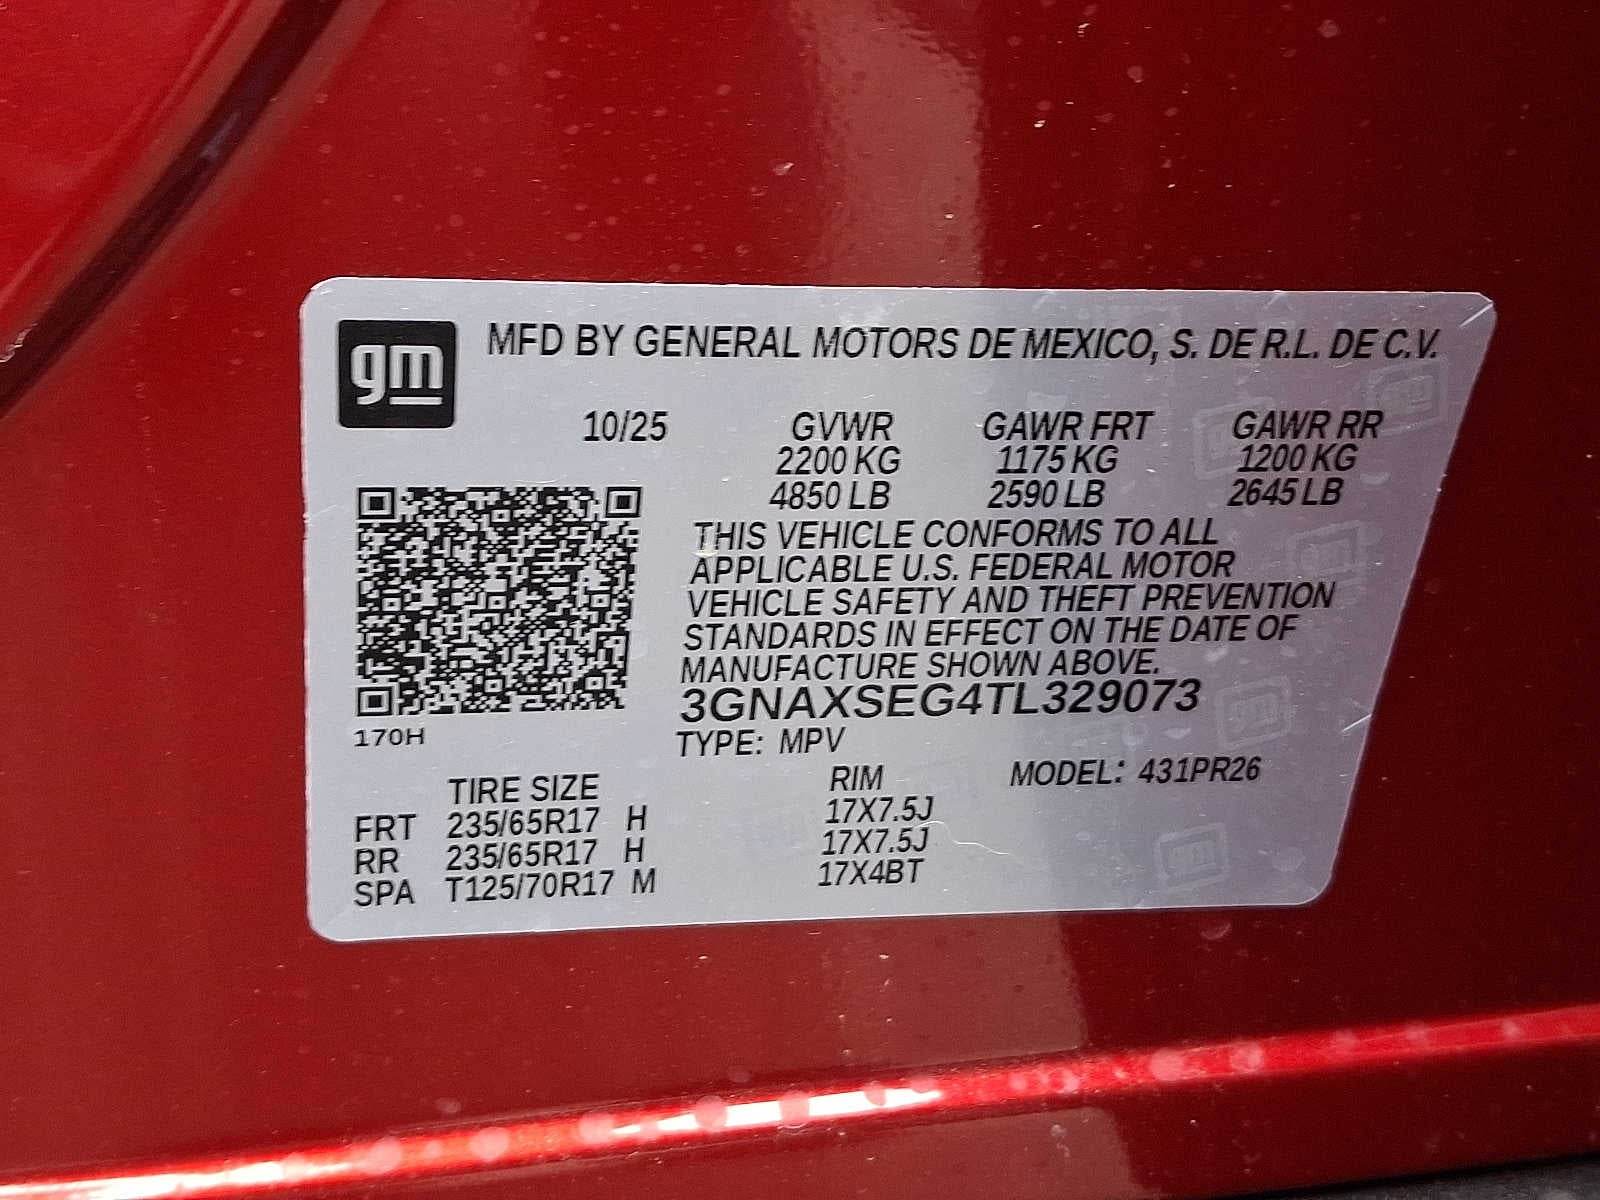 gm
MFD BY GENERAL MOTORS DE MEXICO, S. DE R.L. DE C.V.
10/25 GVWR GAWR FRT GAWR RR
2200 KG 1175 KG 1200 KG
4850 LB 2590 LB 2645 LB
THIS VEHICLE CONFORMS TO ALL
APPLICABLE U.S. FEDERAL MOTOR
VEHICLE SAFETY AND THEFT PREVENTION
STANDARDS IN EFFECT ON THE DATE OF
MANUFACTURE SHOWN ABOVE.
3GNAXSEG4TL329073
170H
TYPE: MPV
TIRE SIZE RIM MODEL: 431PR26
FRT 235/65R17 H 17X7.5J
RR 235/65R17 H 17X7.5J
SPA T125/70R17 M 17X4BT